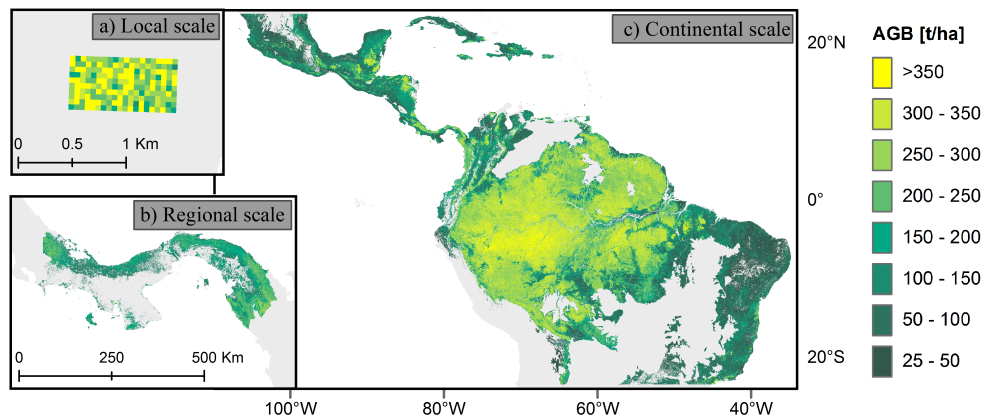 a) Local scale
0 0.5 1 Km
b) Regional scale
0 250 500 Km
c) Continental scale
20°N
0°
20°S
100°W 80°W 60°W 40°W
AGB [t/ha]
>350
300 - 350
250 - 300
200 - 250
150 - 200
100 - 150
50 - 100
25 - 50